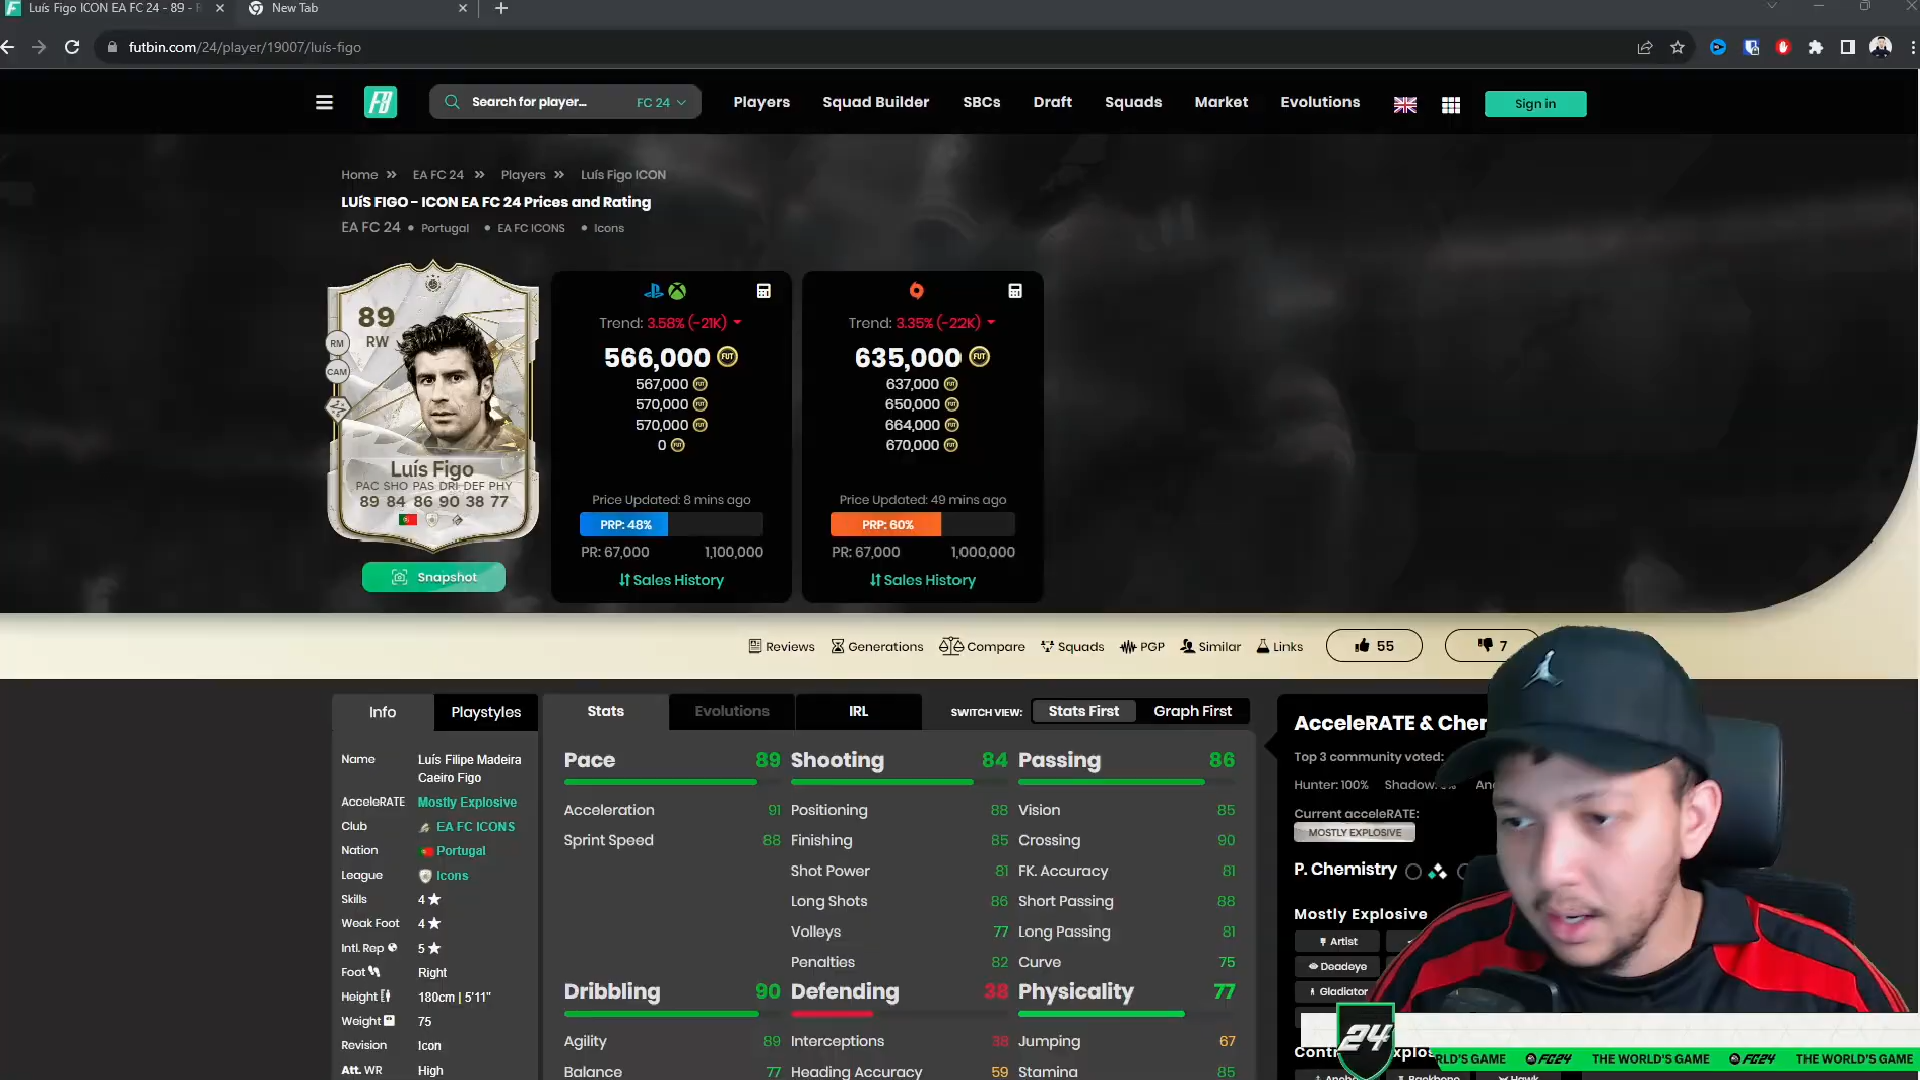 Luís Figo ICON EA FC 24 - 89 -
New Tab
futbin.com/24/player/19007/luís-figo
Search for player...
FC 24
Players
Squad Builder
SBCs
Draft
Squads
Market
Evolutions
Sign in
Home » EA FC 24 » Players » Luís Figo ICON
LUíS FIGO - ICON EA FC 24 Prices and Rating
EA FC 24 • Portugal • EA FC ICONS • Icons
89
RW
RM
CAM
Luís Figo
PAC SHO PAS DRI DEF PHY
89 84 86 90 38 77
Snapshot
Trend: 3.58% (-21K)
566,000
567,000
570,000
570,000
0
Price Updated: 8 mins ago
PRP: 48%
PR: 67,000 1,100,000
Sales History
Trend: 3.35% (-22K)
635,000
637,000
650,000
664,000
670,000
Price Updated: 49 mins ago
PRP: 60%
PR: 67,000 1,000,000
Sales History
Reviews
Generations
Compare
Squads
PGP
Similar
Links
55
7
Info
Playstyles
Name Luís Filipe Madeira
Caeiro Figo
AcceleRATE Mostly Explosive
Club EA FC ICONS
Nation Portugal
League Icons
Skills 4
Weak Foot 4
Intl. Rep 5
Foot Right
Height 180cm | 5'11"
Weight 75
Revision Icon
Att. WR High
Stats
Evolutions
IRL
SWITCH VIEW:
Stats First
Graph First
Pace 89
Acceleration 91
Sprint Speed 88
Shooting 84
Positioning 88
Finishing 85
Shot Power 81
Long Shots 86
Volleys 77
Penalties 82
Passing 86
Vision 85
Crossing 90
FK. Accuracy 81
Short Passing 88
Long Passing 81
Curve 75
Dribbling 90
Agility 89
Balance 77
Defending 38
Interceptions 38
Heading Accuracy 59
Physicality 77
Jumping 67
Stamina 85
AcceleRATE & Cher
Top 3 community voted:
Hunter: 100% Shadow:
Current acceleRATE:
MOSTLY EXPLOSIVE
P. Chemistry
Mostly Explosive
Artist
Deadeye
Gladiator
24
RLD'S GAME FC24 THE WORLD'S GAME FC24 THE WORLD'S GAME